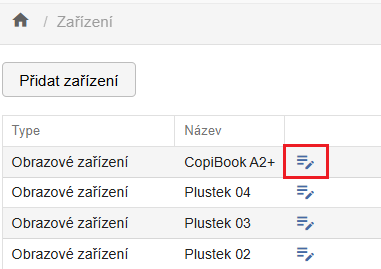 / Zařízení
Přidat zařízení
Type Název
Obrazové zařízení CopiBook A2+
Obrazové zařízení Plustek 04
Obrazové zařízení Plustek 03
Obrazové zařízení Plustek 02